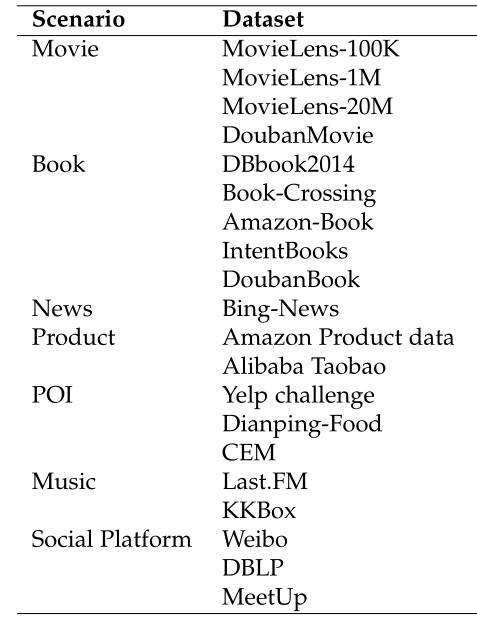 Scenario Dataset
Movie MovieLens-100K
MovieLens-1M
MovieLens-20M
DoubanMovie
Book DBbook2014
Book-Crossing
Amazon-Book
IntentBooks
DoubanBook
News Bing-News
Product Amazon Product data
Alibaba Taobao
POI Yelp challenge
Dianping-Food
CEM
Music Last.FM
KKBox
Social Platform Weibo
DBLP
MeetUp